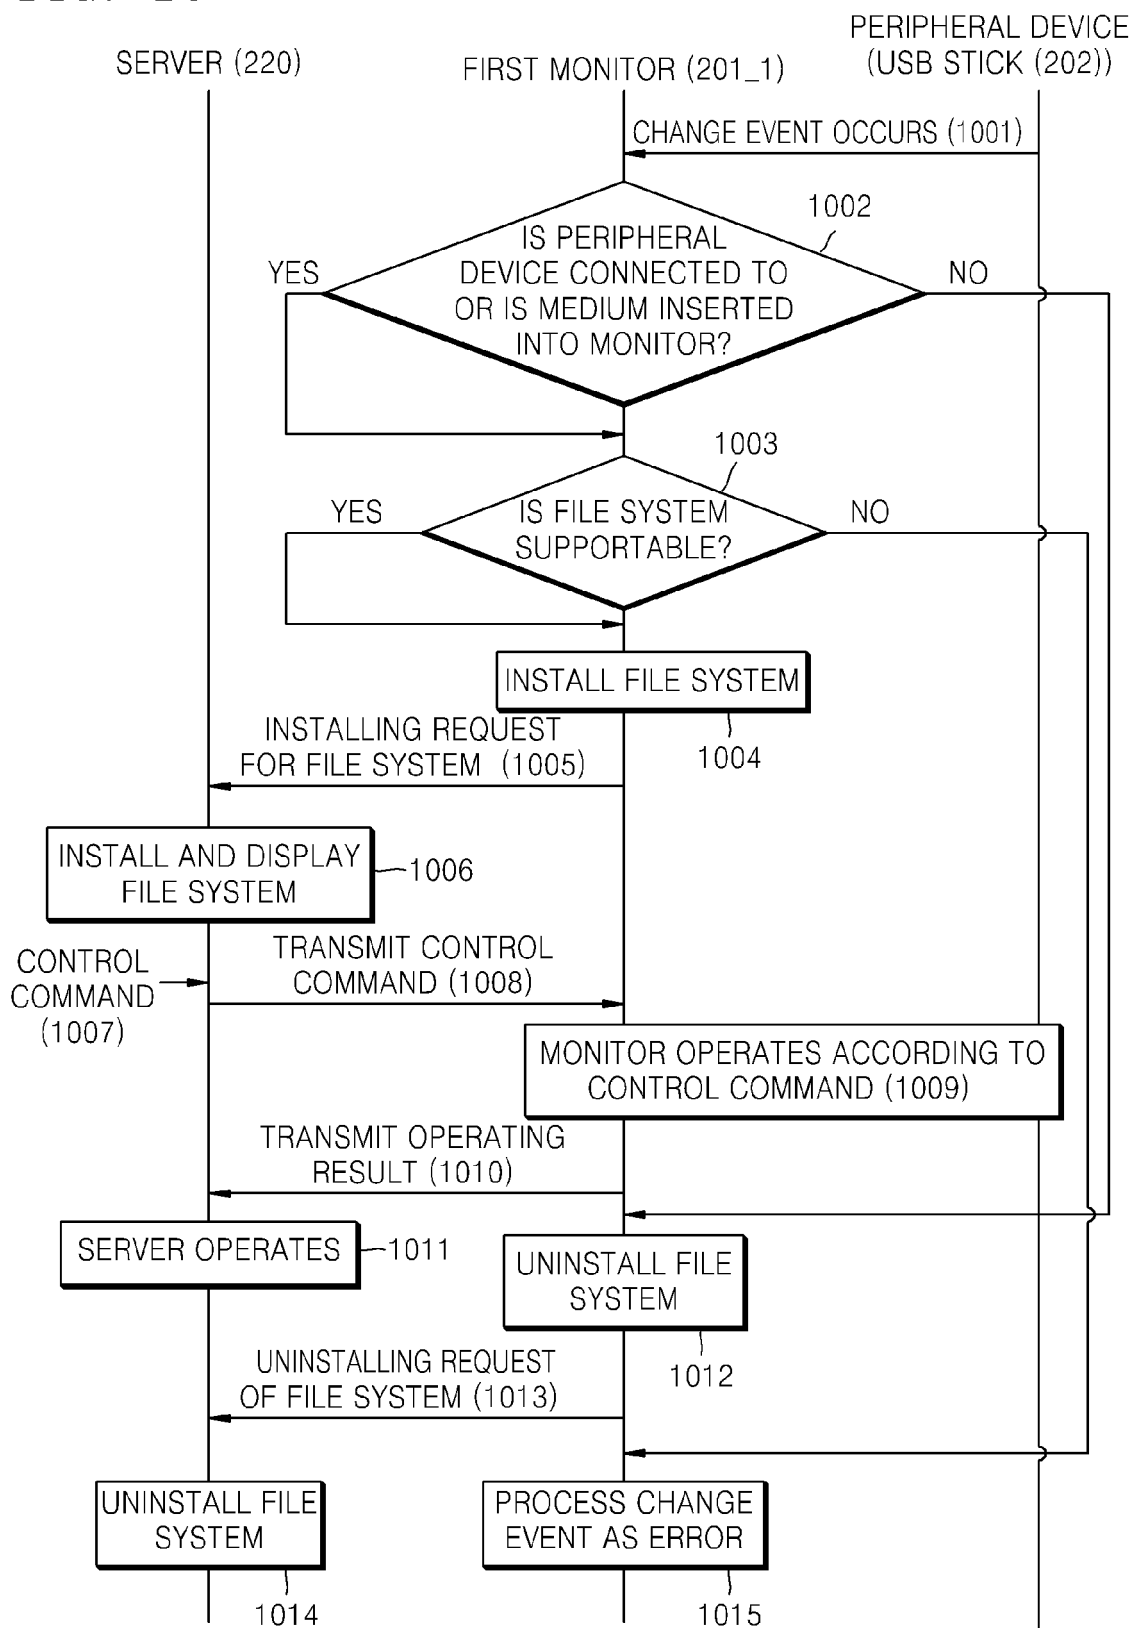 SERVER (220)
FIRST MONITOR (201_1)
PERIPHERAL DEVICE
(USB STICK (202))
CHANGE EVENT OCCURS (1001)
1002
IS PERIPHERAL
DEVICE CONNECTED TO
OR IS MEDIUM INSERTED
INTO MONITOR?
YES
NO
1003
IS FILE SYSTEM
SUPPORTABLE?
YES
NO
INSTALL FILE SYSTEM
1004
INSTALLING REQUEST
FOR FILE SYSTEM (1005)
INSTALL AND DISPLAY
FILE SYSTEM
1006
CONTROL
COMMAND
(1007)
TRANSMIT CONTROL
COMMAND (1008)
MONITOR OPERATES ACCORDING TO
CONTROL COMMAND (1009)
TRANSMIT OPERATING
RESULT (1010)
SERVER OPERATES
1011
UNINSTALL FILE
SYSTEM
1012
UNINSTALLING REQUEST
OF FILE SYSTEM (1013)
UNINSTALL FILE
SYSTEM
1014
PROCESS CHANGE
EVENT AS ERROR
1015